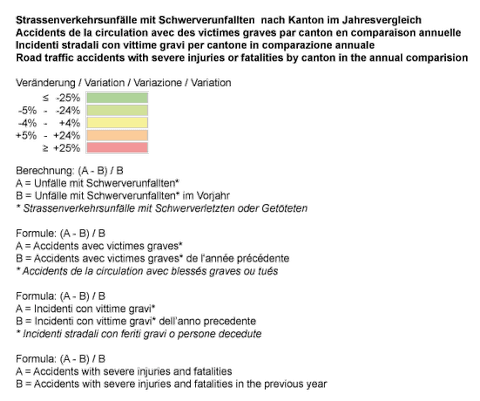 Strassenverkehrsunfälle mit Schwerverunfallten nach Kanton im Jahresvergleich
Accidents de la circulation avec des victimes graves par canton en comparaison annuelle
Incidenti stradali con vittime gravi per cantone in comparazione annuale
Road traffic accidents with severe injuries or fatalities by canton in the annual comparision
Veränderung / Variation / Variazione / Variation
≤ -25%
-5% - -24%
-4% - +4%
+5% - +24%
≥ +25%
Berechnung: (A - B) / B
A = Unfälle mit Schwerverunfallten*
B = Unfälle mit Schwerverunfallten* im Vorjahr
* Strassenverkehrsunfälle mit Schwerverletzten oder Getöteten
Formule: (A - B) / B
A = Accidents avec victimes graves*
B = Accidents avec victimes graves* de l'année précédente
* Accidents de la circulation avec blessés graves ou tués
Formula: (A - B) / B
A = Incidenti con vittime gravi*
B = Incidenti con vittime gravi* dell'anno precedente
* Incidenti stradali con feriti gravi o persone decedute
Formula: (A - B) / B
A = Accidents with severe injuries and fatalities
B = Accidents with severe injuries and fatalities in the previous year